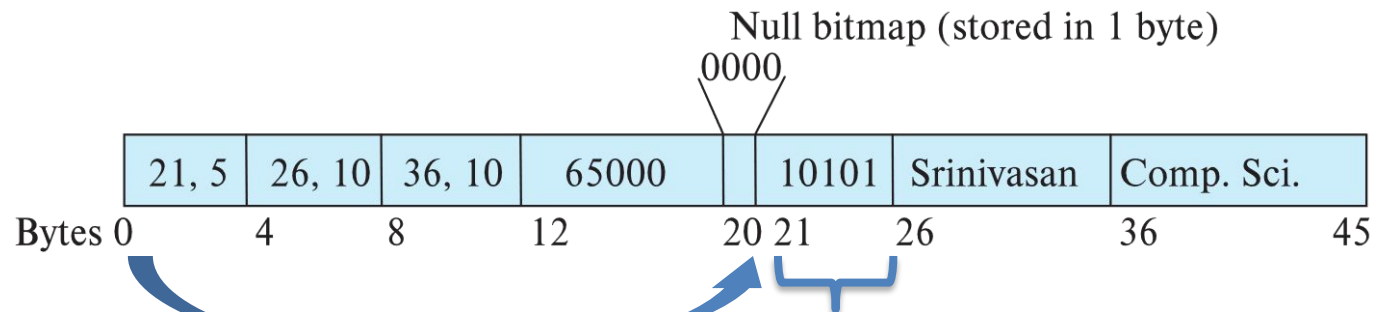 Null bitmap (stored in 1 byte)
0000
21, 5 26, 10 36, 10 65000 10101 Srinivasan Comp. Sci.
Bytes 0 4 8 12 20 21 26 36 45